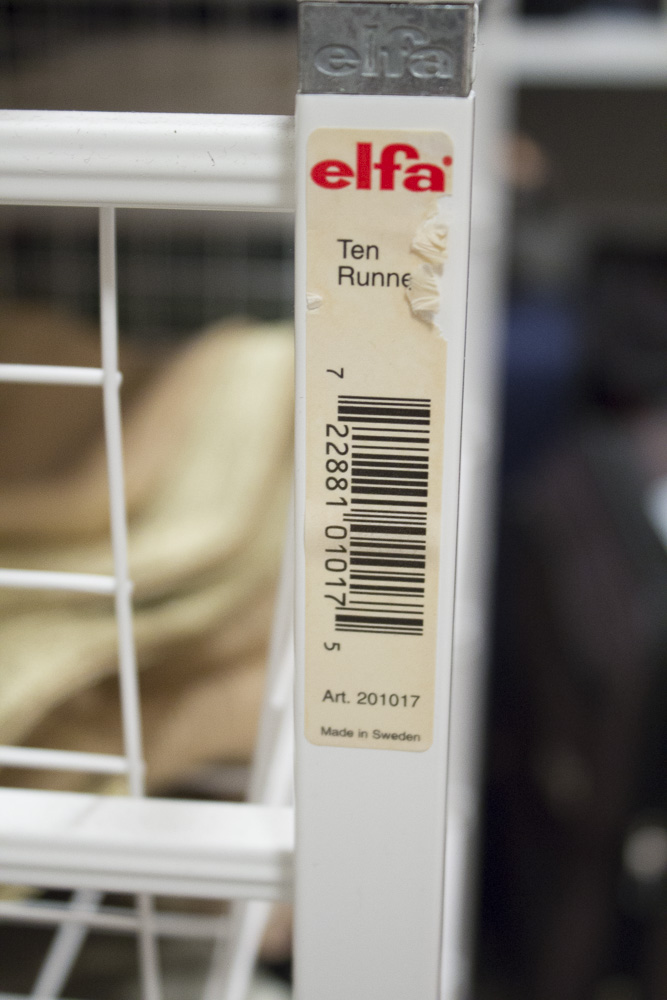 elfa
elfa
Ten
Runne
7 22881 01017 5
Art. 201017
Made in Sweden